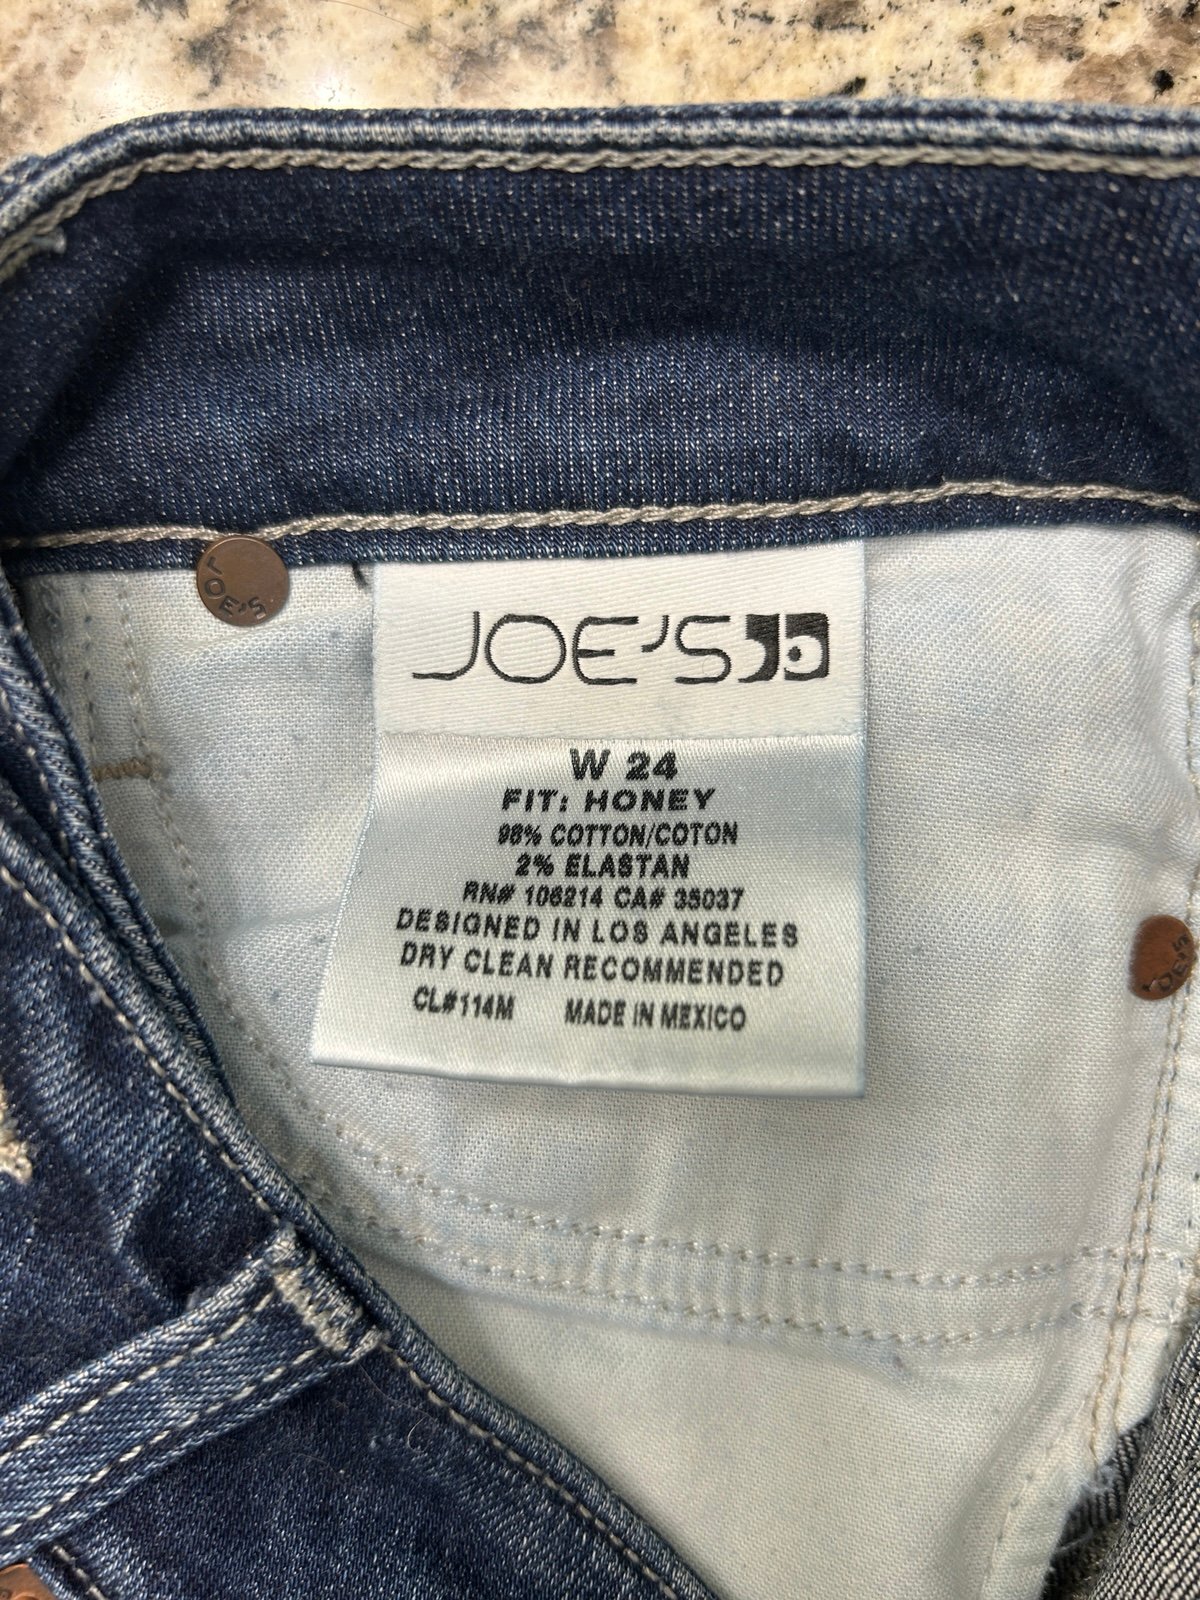 JOE'S
JOE'S
W 24
FIT: HONEY
98% COTTON/COTON
2% ELASTAN
RN# 106214 CA# 35037
DESIGNED IN LOS ANGELES
DRY CLEAN RECOMMENDED
CL#114M MADE IN MEXICO
JOE'S